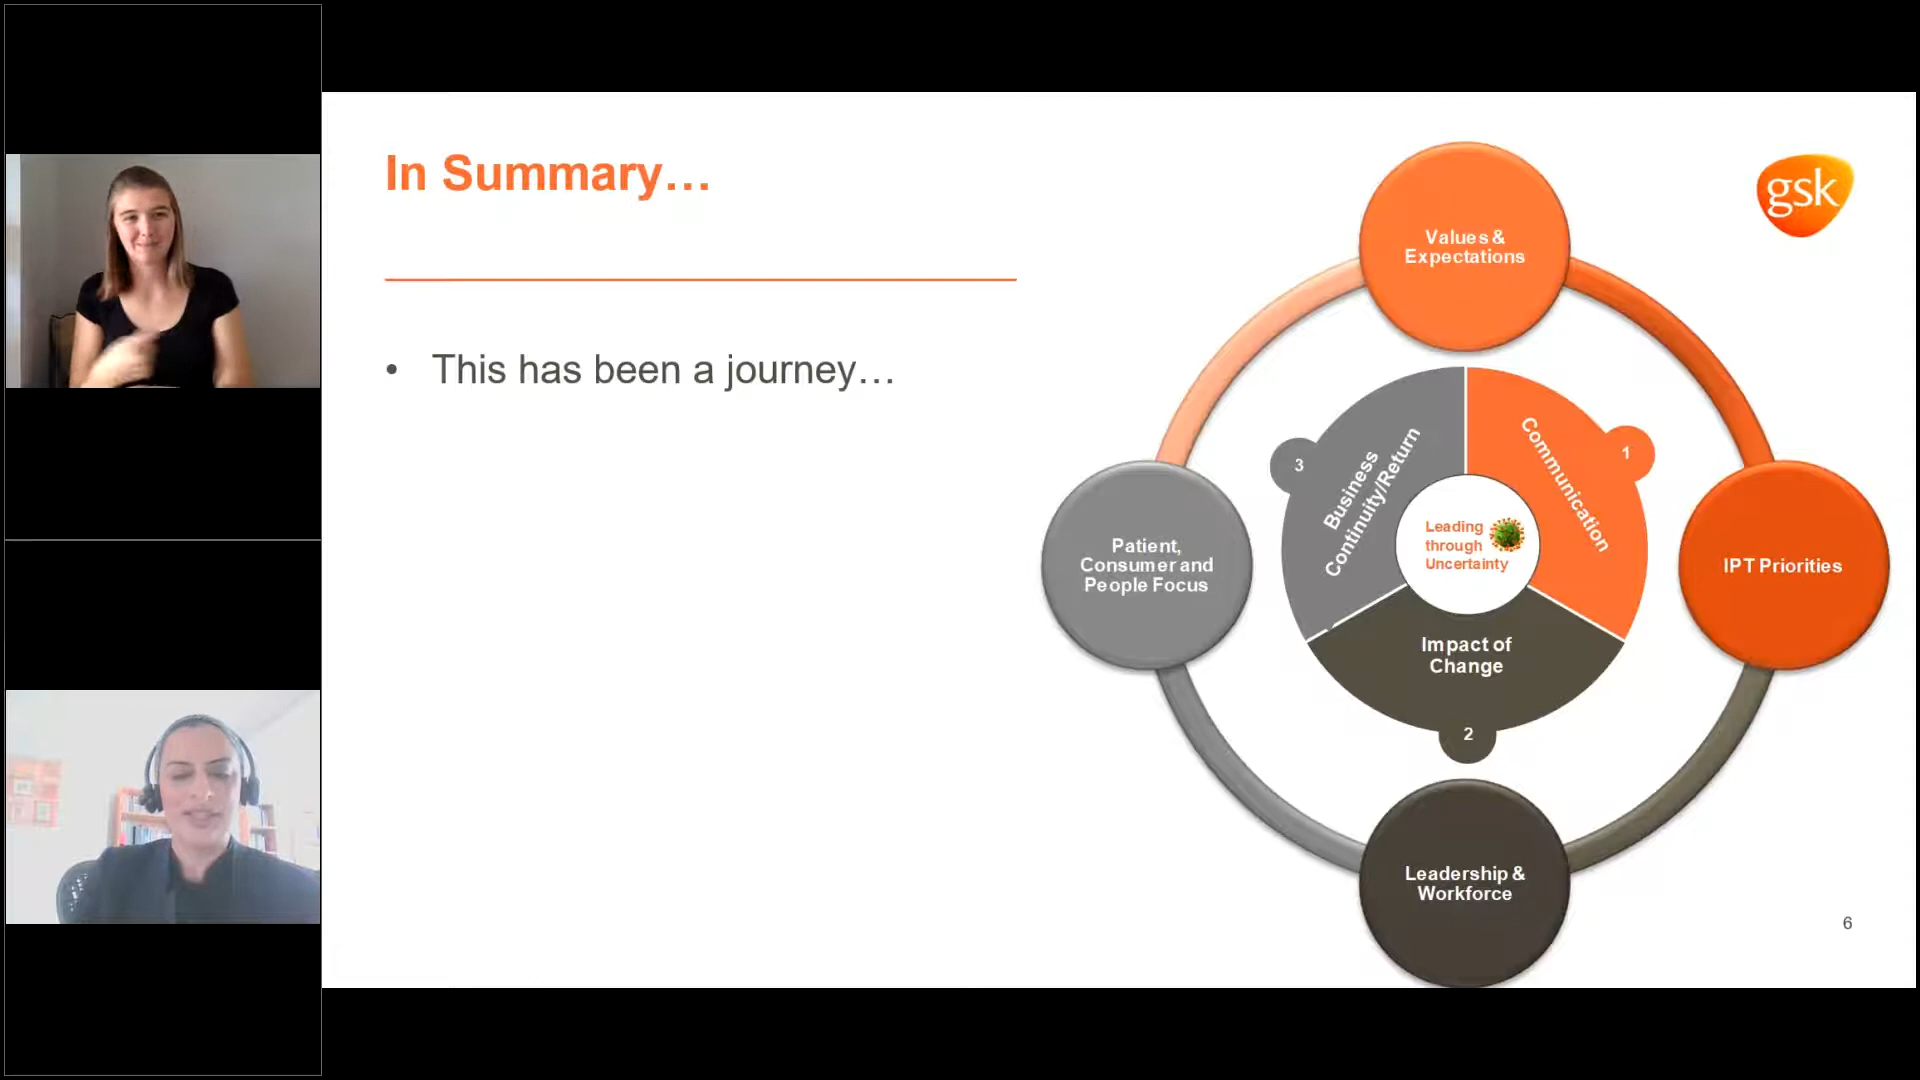 In Summary…
• This has been a journey…
gsk
Values &
Expectations
IPT Priorities
Leadership &
Workforce
Patient,
Consumer and
People Focus
Communication
1
Impact of
Change
2
Business
Continuity/Return
3
Leading
through
Uncertainty
6